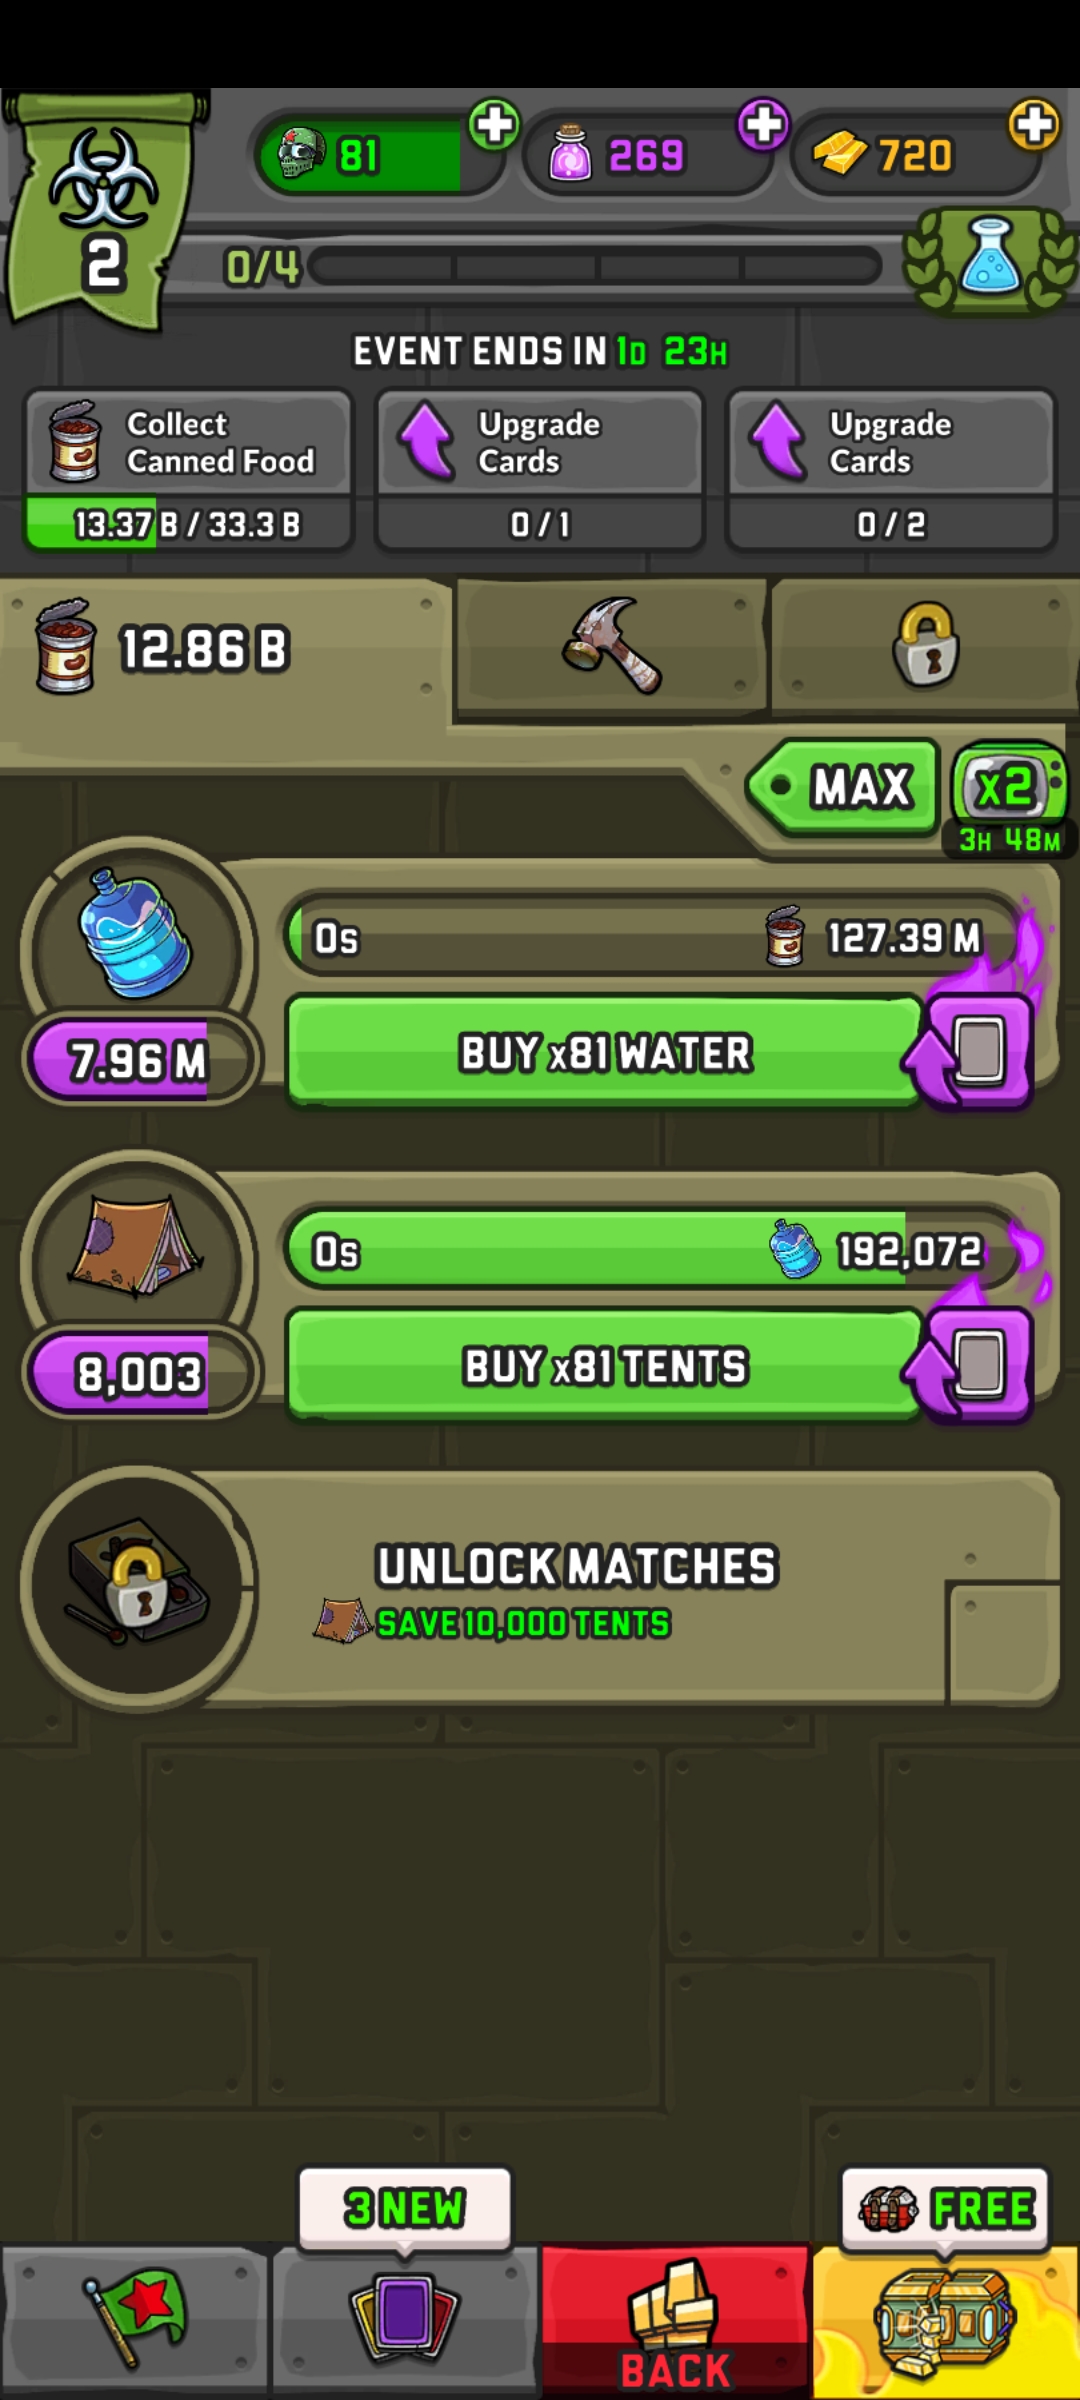 81
269
720
2
0/4
EVENT ENDS IN 1D 23H
Collect
Canned Food
13.37 B / 33.3 B
Upgrade
Cards
0 / 1
Upgrade
Cards
0 / 2
12.86 B
MAX
x2
3H 48M
0s
127.39 M
7.96 M
BUY x81 WATER
0s
192,072
8,003
BUY x81 TENTS
UNLOCK MATCHES
SAVE 10,000 TENTS
3 NEW
FREE
BACK